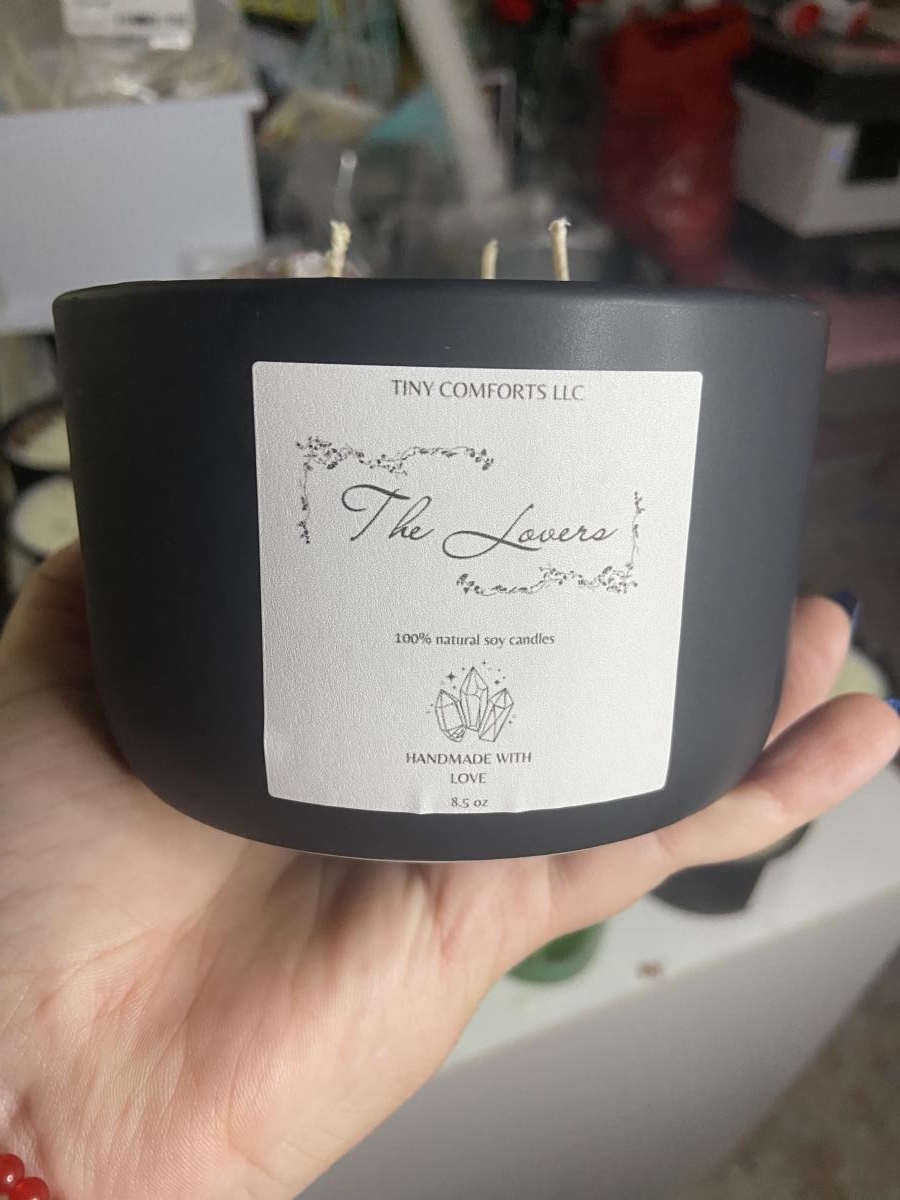 TINY COMFORTS LLC
The Lovers
100% natural soy candles
HANDMADE WITH
LOVE
8.5 oz